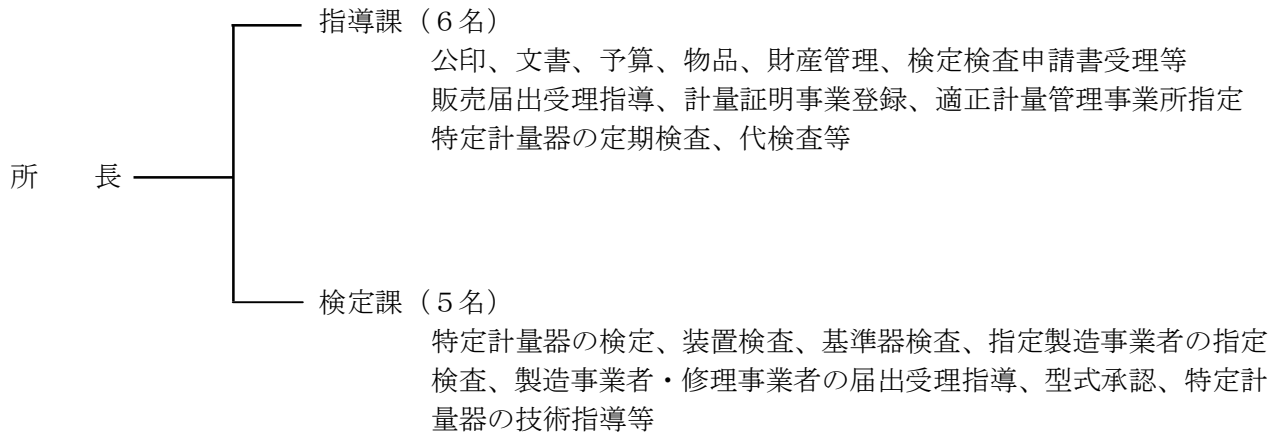 指導課（６名）
公印、文書、予算、物品、財産管理、検定検査申請書受理等
販売届出受理指導、計量証明事業登録、適正計量管理事業所指定
特定計量器の定期検査、代検査等
所　　長
検定課（５名）
特定計量器の検定、装置検査、基準器検査、指定製造事業者の指定
検査、製造事業者・修理事業者の届出受理指導、型式承認、特定計
量器の技術指導等